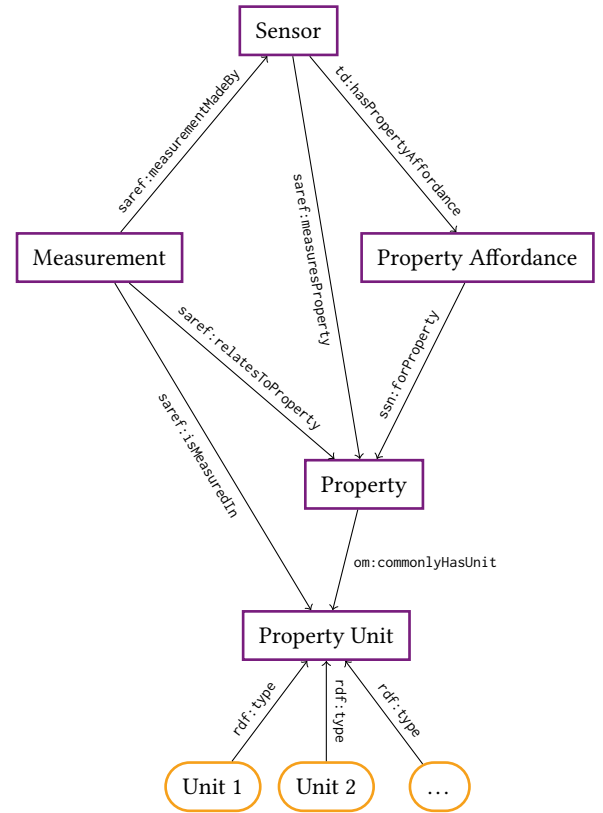 Sensor
saref:measurementMadeBy
td:hasPropertyAffordance
saref:measuresProperty
Measurement
Property Affordance
saref:relatesToProperty
ssn:forProperty
saref:isMeasuredIn
Property
om:commonlyHasUnit
Property Unit
rdf:type
rdf:type
rdf:type
Unit 1
Unit 2
...